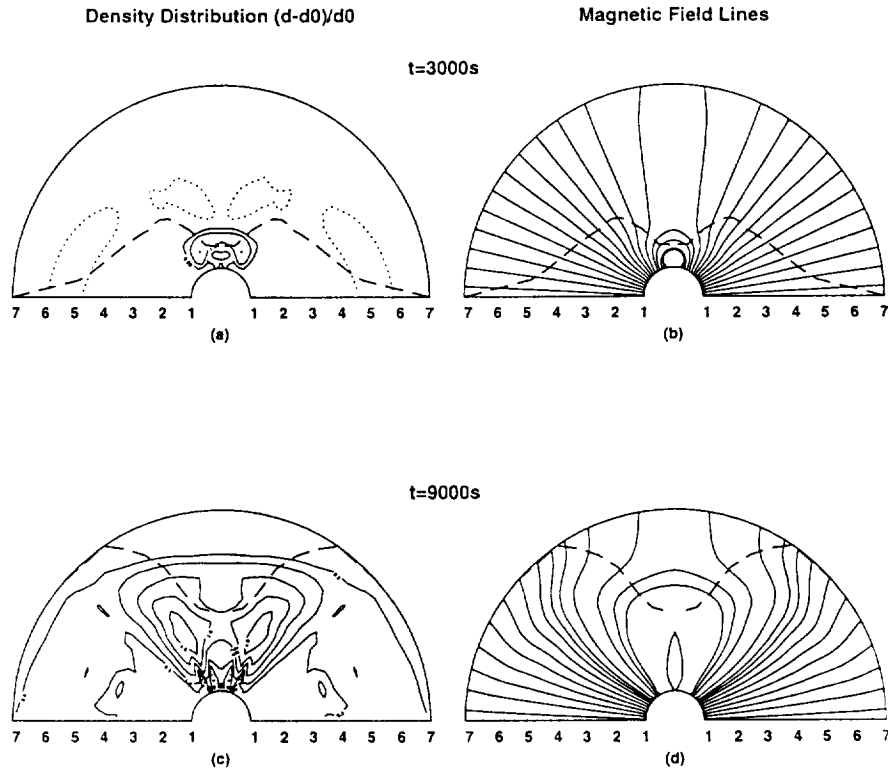 Density Distribution (d-d0)/d0 Magnetic Field Lines
t=3000s
7 6 5 4 3 2 1 1 2 3 4 5 6 7 7 6 5 4 3 2 1 1 2 3 4 5 6 7
(a) (b)
t=9000s
7 6 5 4 3 2 1 1 2 3 4 5 6 7 7 6 5 4 3 2 1 1 2 3 4 5 6 7
(c) (d)